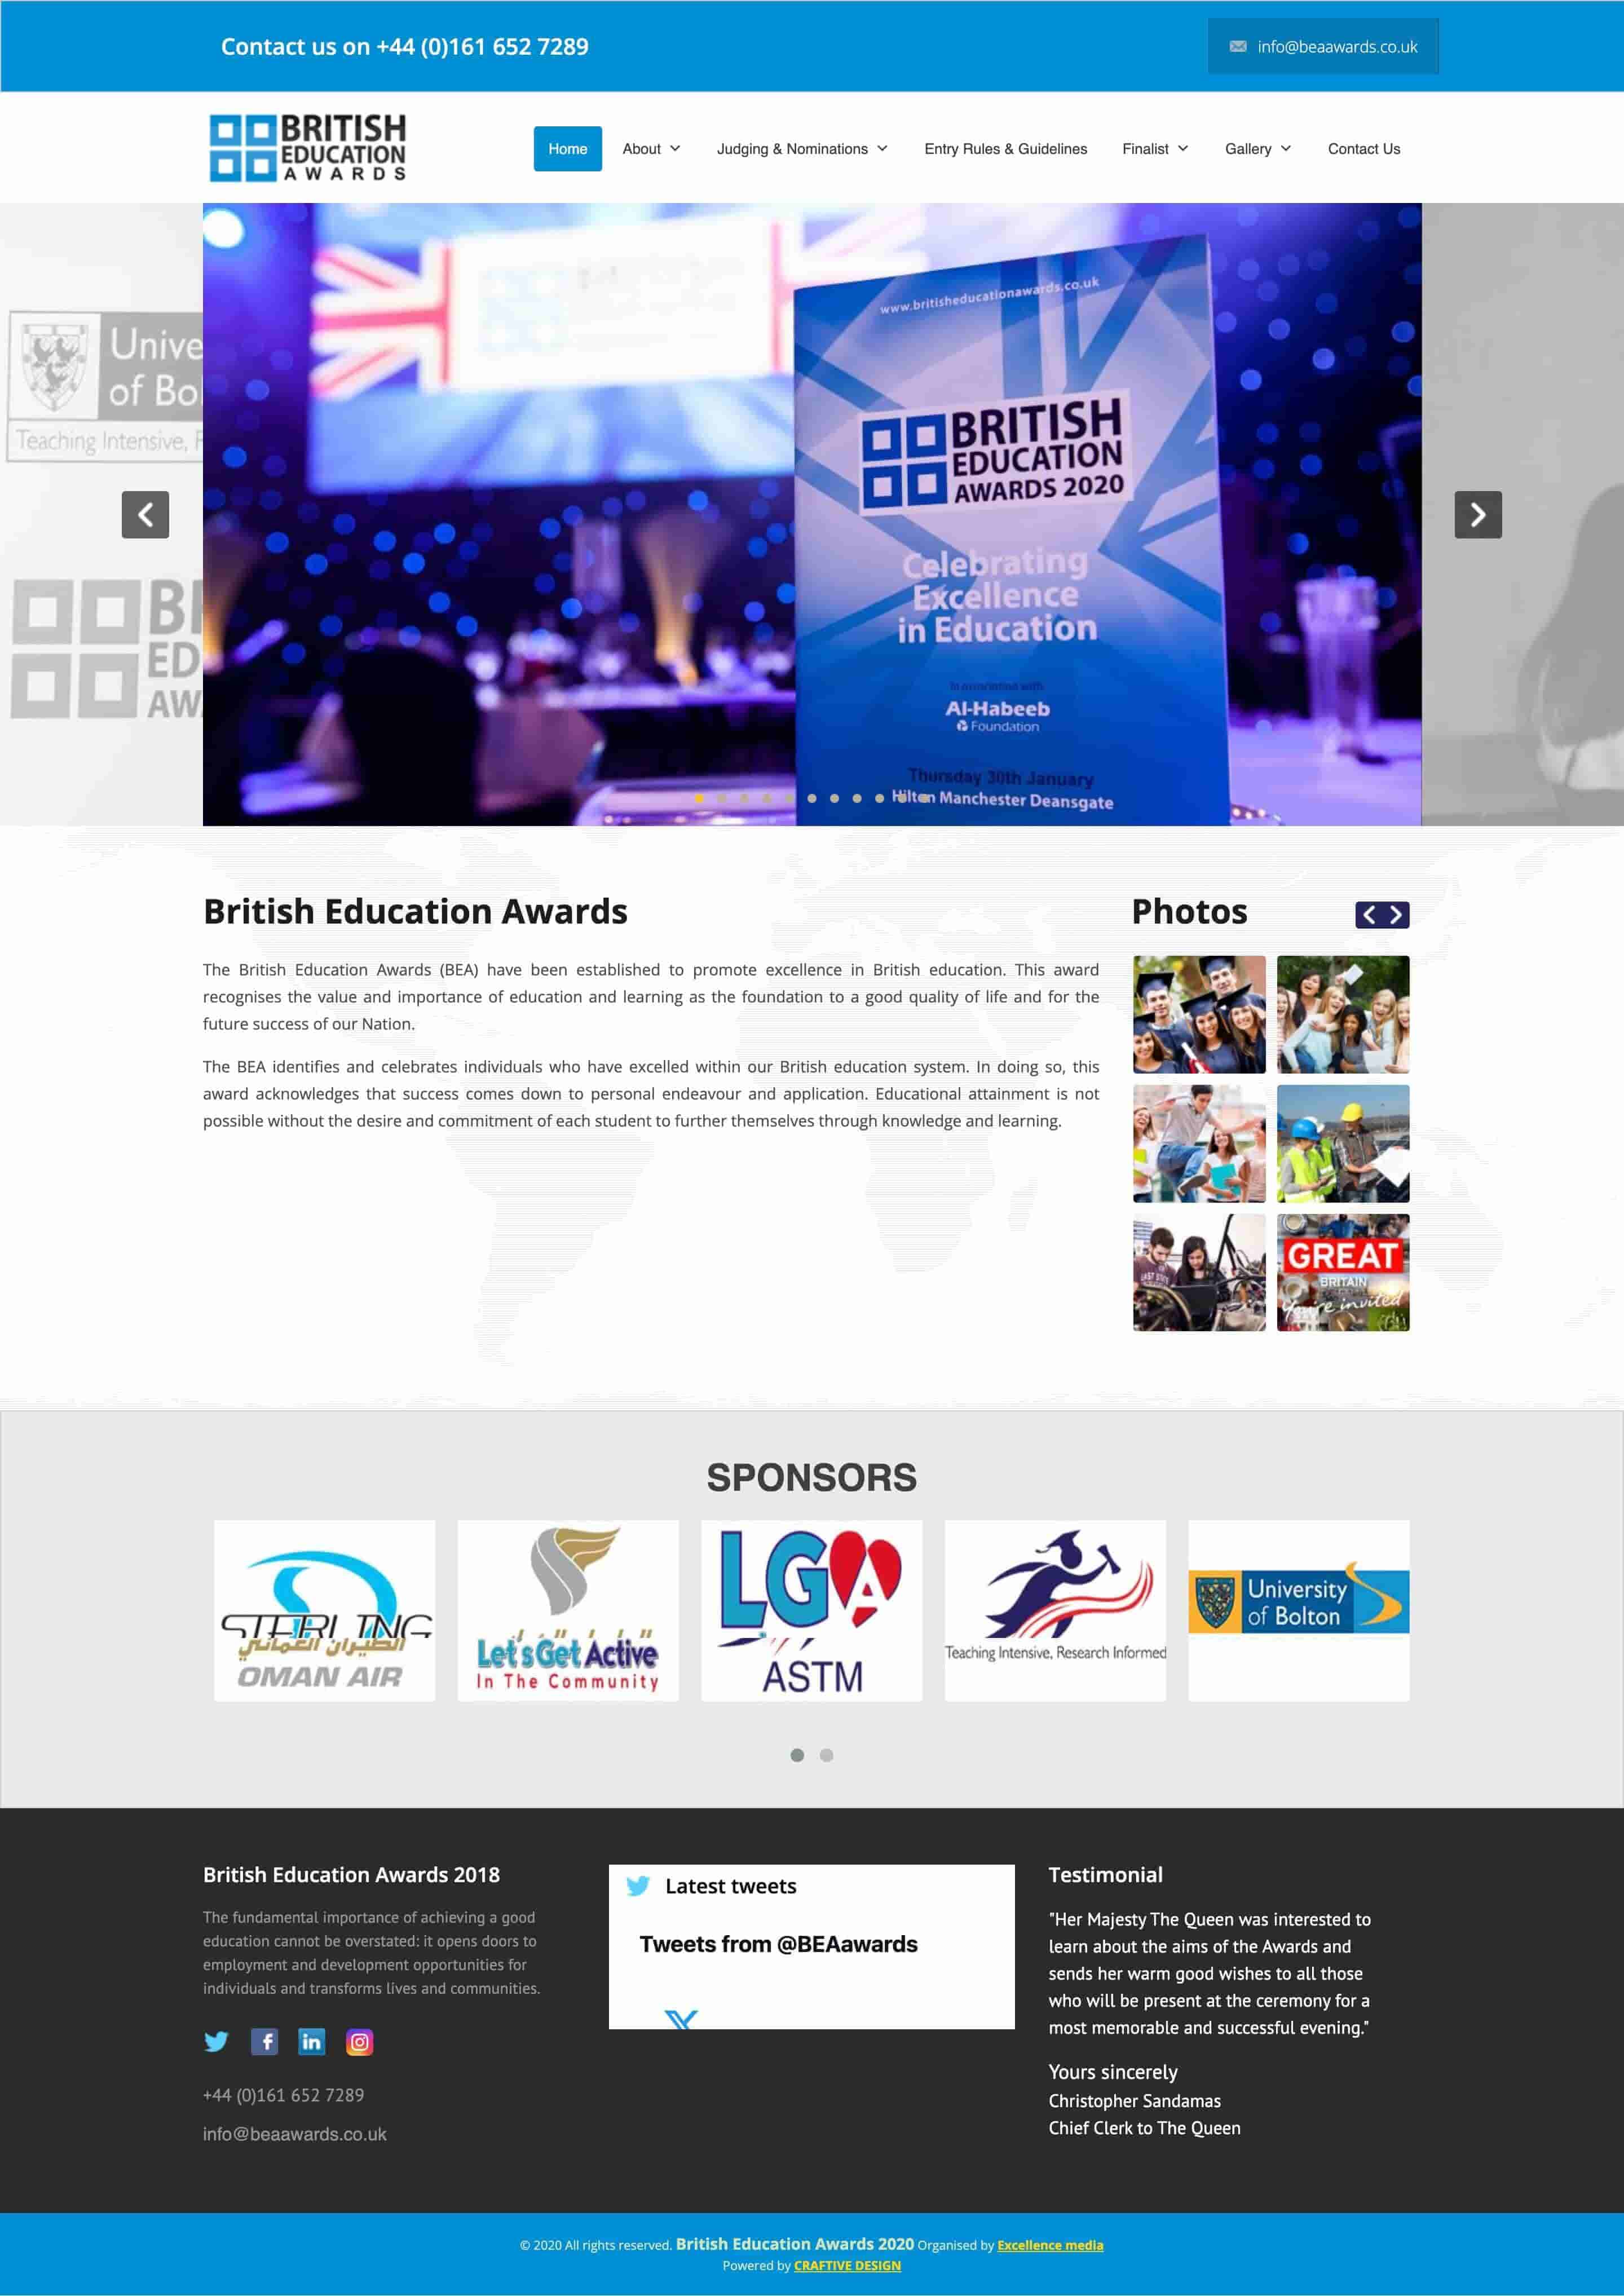 Contact us on +44 (0)161 652 7289
info@beaawards.co.uk
BRITISH
EDUCATION
AWARDS
Home
About
Judging & Nominations
Entry Rules & Guidelines
Finalist
Gallery
Contact Us
Unive
of Bo
Teaching Intensive,
BI
ED
AW
www.britisheducationawards.co.uk
BRITISH
EDUCATION
AWARDS 2020
Celebrating
Excellence
in Education
In association with
Al-Habeeb
Foundation
Thursday 30th January
Hilton Manchester Deansgate
British Education Awards
The British Education Awards (BEA) have been established to promote excellence in British education. This award
recognises the value and importance of education and learning as the foundation to a good quality of life and for the
future success of our Nation.
The BEA identifies and celebrates individuals who have excelled within our British education system. In doing so, this
award acknowledges that success comes down to personal endeavour and application. Educational attainment is not
possible without the desire and commitment of each student to further themselves through knowledge and learning.
Photos
GREAT
BRITAIN
You're invited
SPONSORS
STERLING
الطيران العماني
OMAN AIR
Let's Get Active
In The Community
LGA
ASTM
Teaching Intensive, Research Informed
University
of Bolton
British Education Awards 2018
The fundamental importance of achieving a good
education cannot be overstated: it opens doors to
employment and development opportunities for
individuals and transforms lives and communities.
+44 (0)161 652 7289
info@beaawards.co.uk
Latest tweets
Tweets from @BEAawards
Testimonial
"Her Majesty The Queen was interested to
learn about the aims of the Awards and
sends her warm good wishes to all those
who will be present at the ceremony for a
most memorable and successful evening."
Yours sincerely
Christopher Sandamas
Chief Clerk to The Queen
© 2020 All rights reserved. British Education Awards 2020 Organised by Excellence media
Powered by CRAFTIVE DESIGN